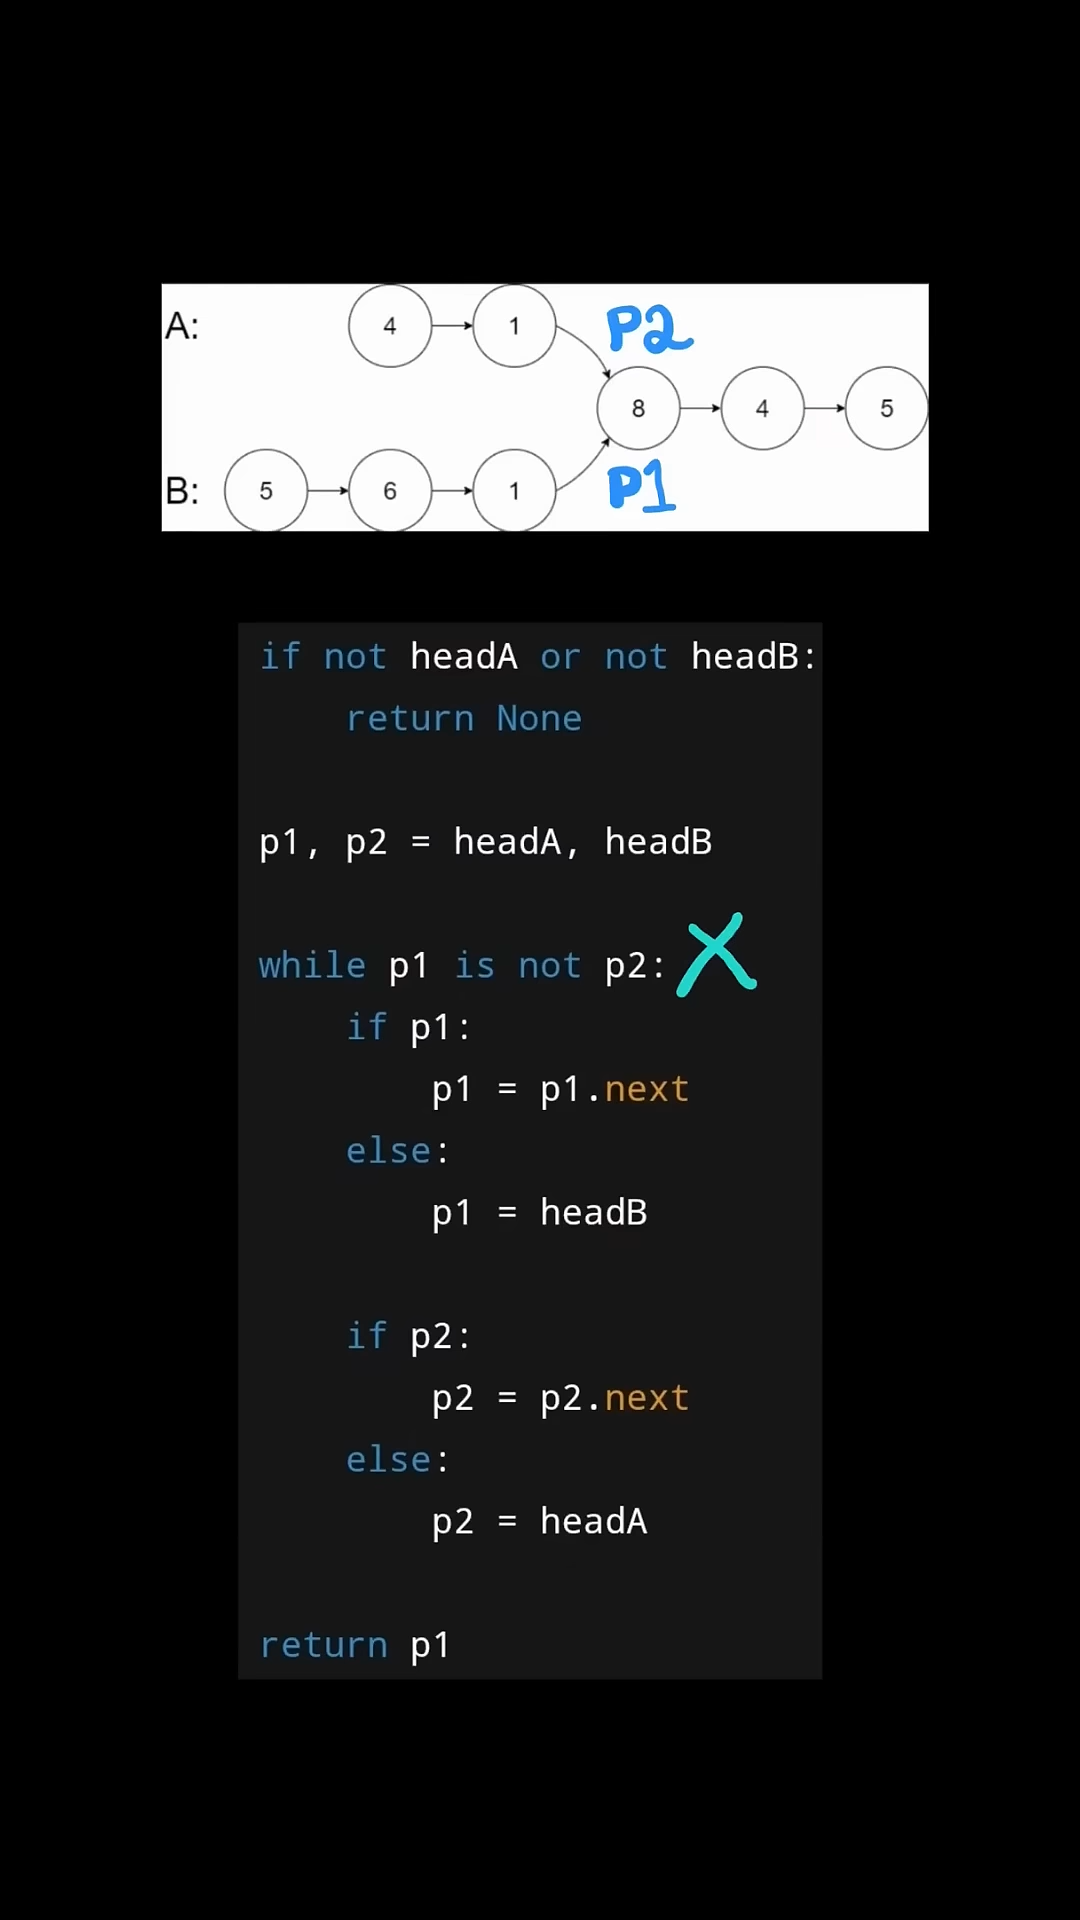 A: 4 1 P2
8 4 5
B: 5 6 1 P1
if not headA or not headB:
    return None
p1, p2 = headA, headB
while p1 is not p2: X
    if p1:
        p1 = p1.next
    else:
        p1 = headB
    if p2:
        p2 = p2.next
    else:
        p2 = headA
return p1